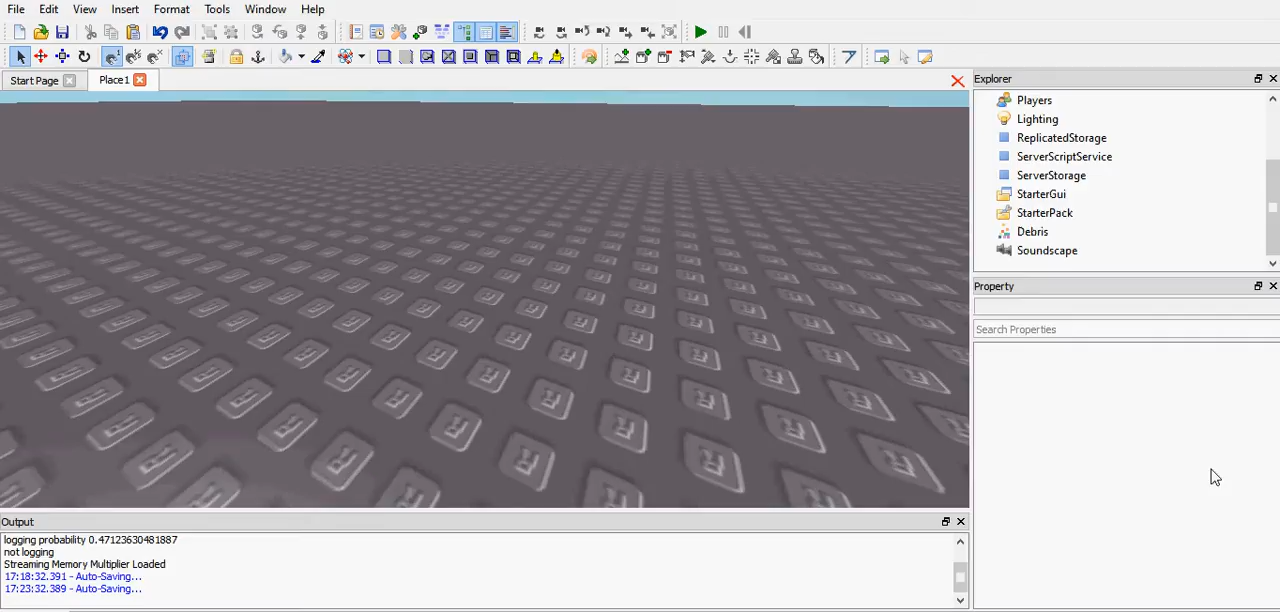 File Edit View Insert Format Tools Window Help
Start Page Place1
Explorer
Players
Lighting
ReplicatedStorage
ServerScriptService
ServerStorage
StarterGui
StarterPack
Debris
Soundscape
Property
Search Properties
Output
logging probability 0.47123630481887
not logging
Streaming Memory Multiplier Loaded
17:18:32.391 - Auto-Saving...
17:23:32.389 - Auto-Saving...